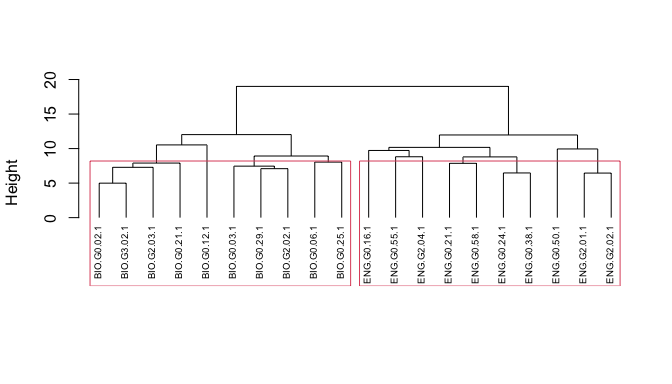 Height
20
15
10
5
0
BIO.G0.02.1
BIO.G3.02.1
BIO.G2.03.1
BIO.G0.21.1
BIO.G0.12.1
BIO.G0.03.1
BIO.G0.29.1
BIO.G2.02.1
BIO.G0.06.1
BIO.G0.25.1
ENG.G0.16.1
ENG.G0.55.1
ENG.G2.04.1
ENG.G0.21.1
ENG.G0.58.1
ENG.G0.24.1
ENG.G0.38.1
ENG.G0.50.1
ENG.G2.01.1
ENG.G2.02.1